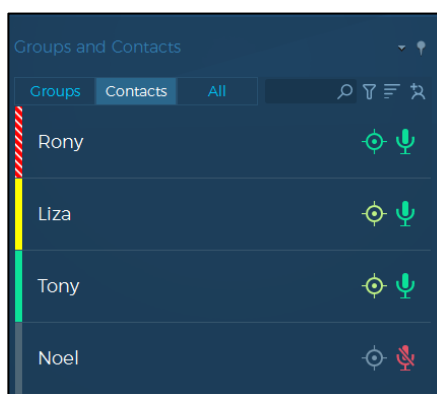 Groups and Contacts
Groups Contacts All
Rony
Liza
Tony
Noel